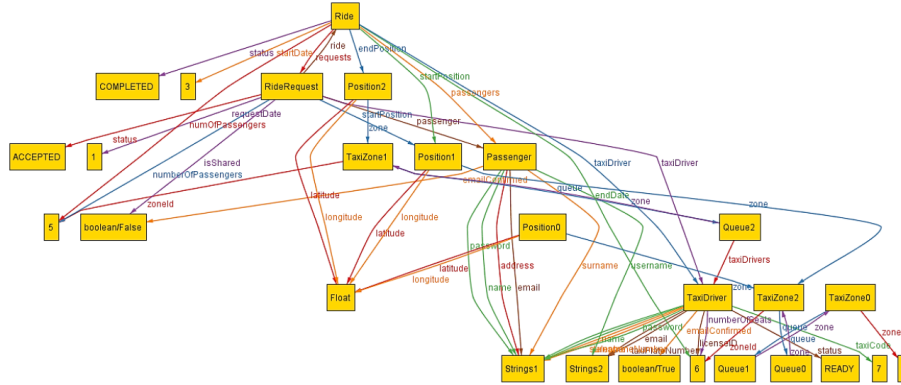 Ride
status
startDate
ride
requests
endPosition
startPosition
passengers
COMPLETED
3
RideRequest
Position2
requestDate
numOfPassengers
startPosition
zone
passenger
status
ACCEPTED
1
isShared
numberOfPassengers
TaxiZone1
Position1
Passenger
taxiDriver
taxiDriver
emailConfirmed
queue
endDate
zone
zone
zoneId
latitude
longitude
longitude
latitude
5
boolean/False
Position0
Queue2
password
address
surname
latitude
longitude
username
taxiDrivers
name
email
zone
Float
TaxiDriver
TaxiZone2
TaxiZone0
numberOfSeats
password
emailConfirmed
queue
zone
queue
name
email
licenseID
zoneId
zone
status
taxiCode
zone
Strings1
Strings2
boolean/True
6
Queue1
Queue0
READY
7